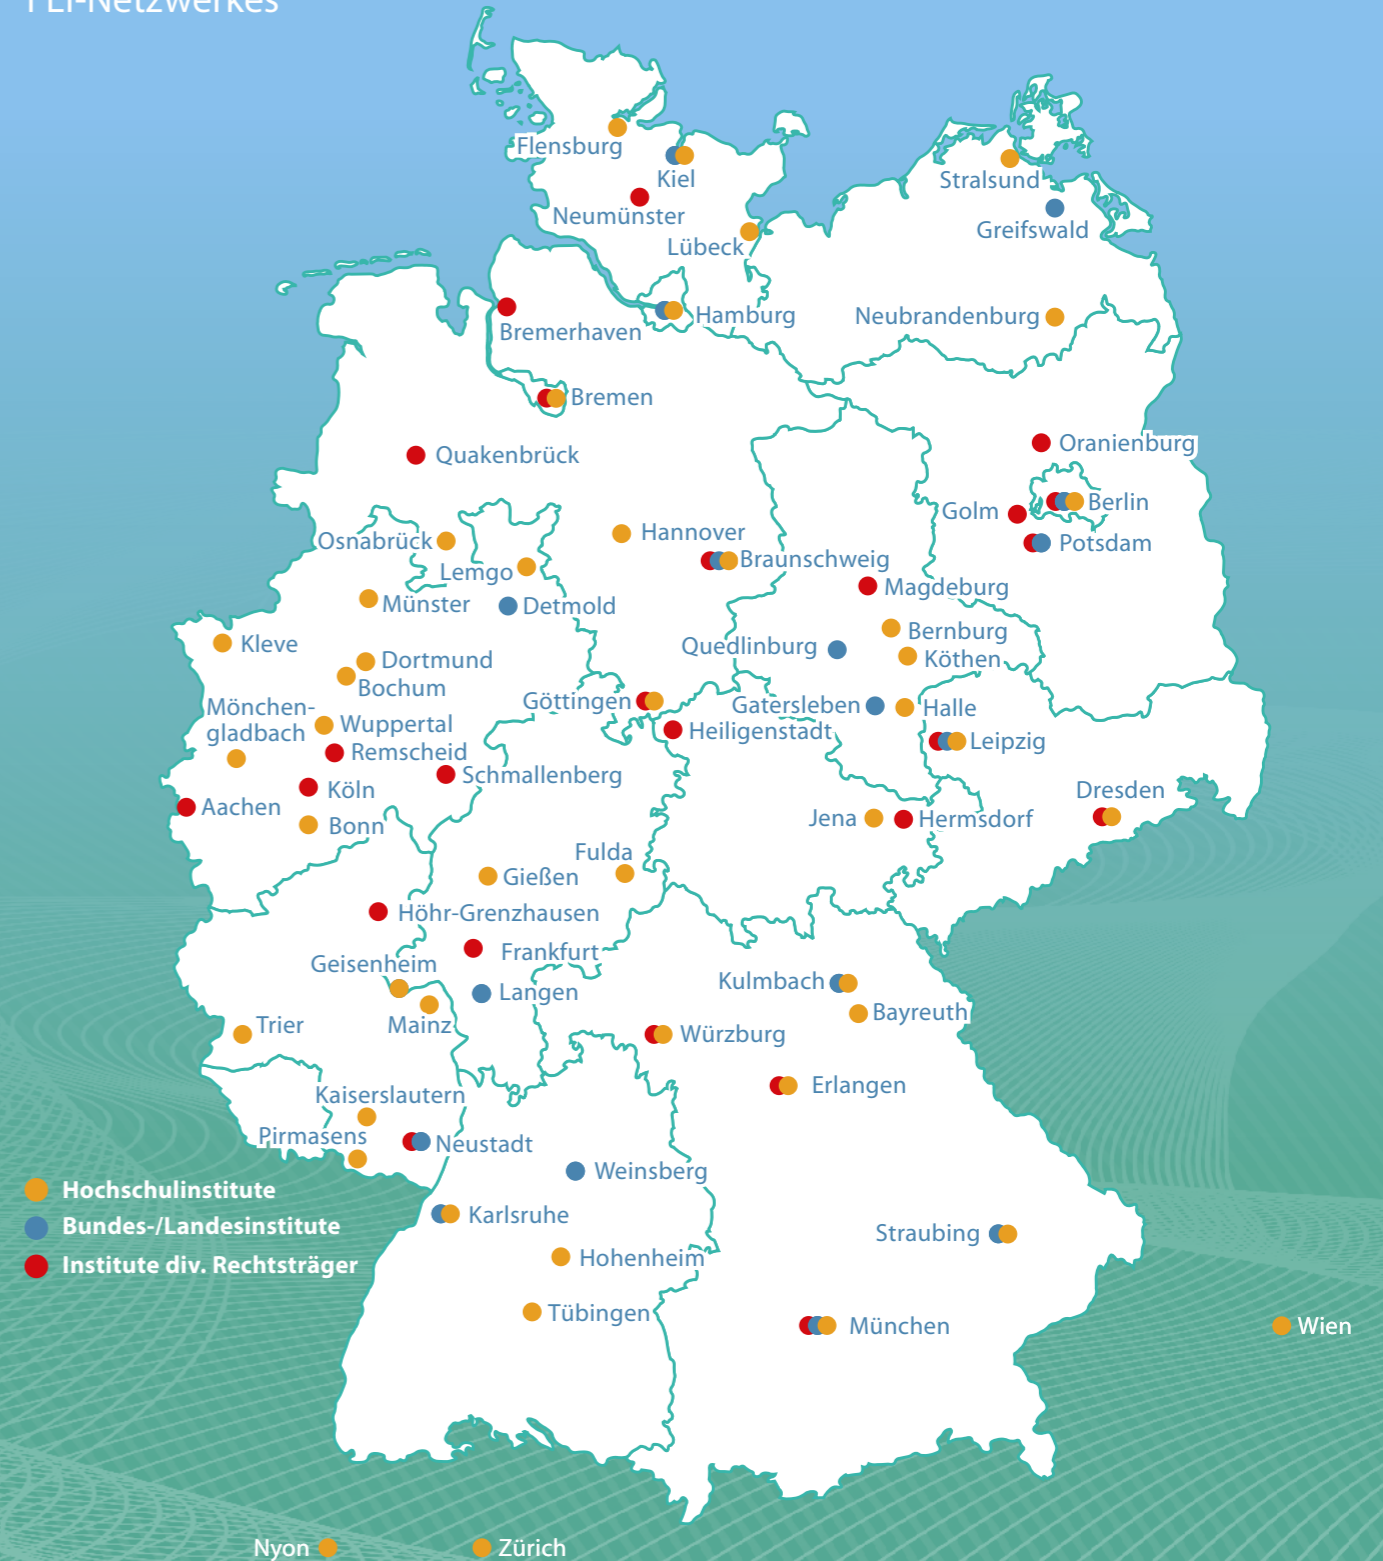 FEI-Netzwerkes
Flensburg
Kiel
Stralsund
Neumünster
Greifswald
Lübeck
Hamburg
Neubrandenburg
Bremerhaven
Bremen
Oranienburg
Quakenbrück
Berlin
Golm
Hannover
Osnabrück
Potsdam
Braunschweig
Lemgo
Magdeburg
Münster
Detmold
Bernburg
Kleve
Quedlinburg
Köthen
Dortmund
Bochum
Göttingen
Gatersleben
Halle
Mönchen-
gladbach
Wuppertal
Heiligenstadt
Leipzig
Remscheid
Schmallenberg
Köln
Dresden
Aachen
Jena
Hermsdorf
Bonn
Fulda
Gießen
Höhr-Grenzhausen
Frankfurt
Geisenheim
Kulmbach
Langen
Bayreuth
Trier
Mainz
Würzburg
Erlangen
Kaiserslautern
Pirmasens
Neustadt
Weinsberg
Hochschulinstitute
Karlsruhe
Bundes-/Landesinstitute
Straubing
Hohenheim
Institute div. Rechtsträger
Tübingen
München
Wien
Nyon
Zürich